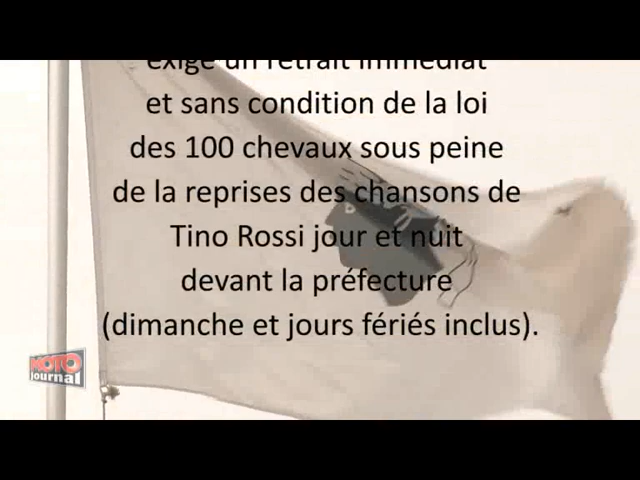 exige un retrait immédiat
et sans condition de la loi
des 100 chevaux sous peine
de la reprises des chansons de
Tino Rossi jour et nuit
devant la préfecture
(dimanche et jours fériés inclus).
MOTO
journal